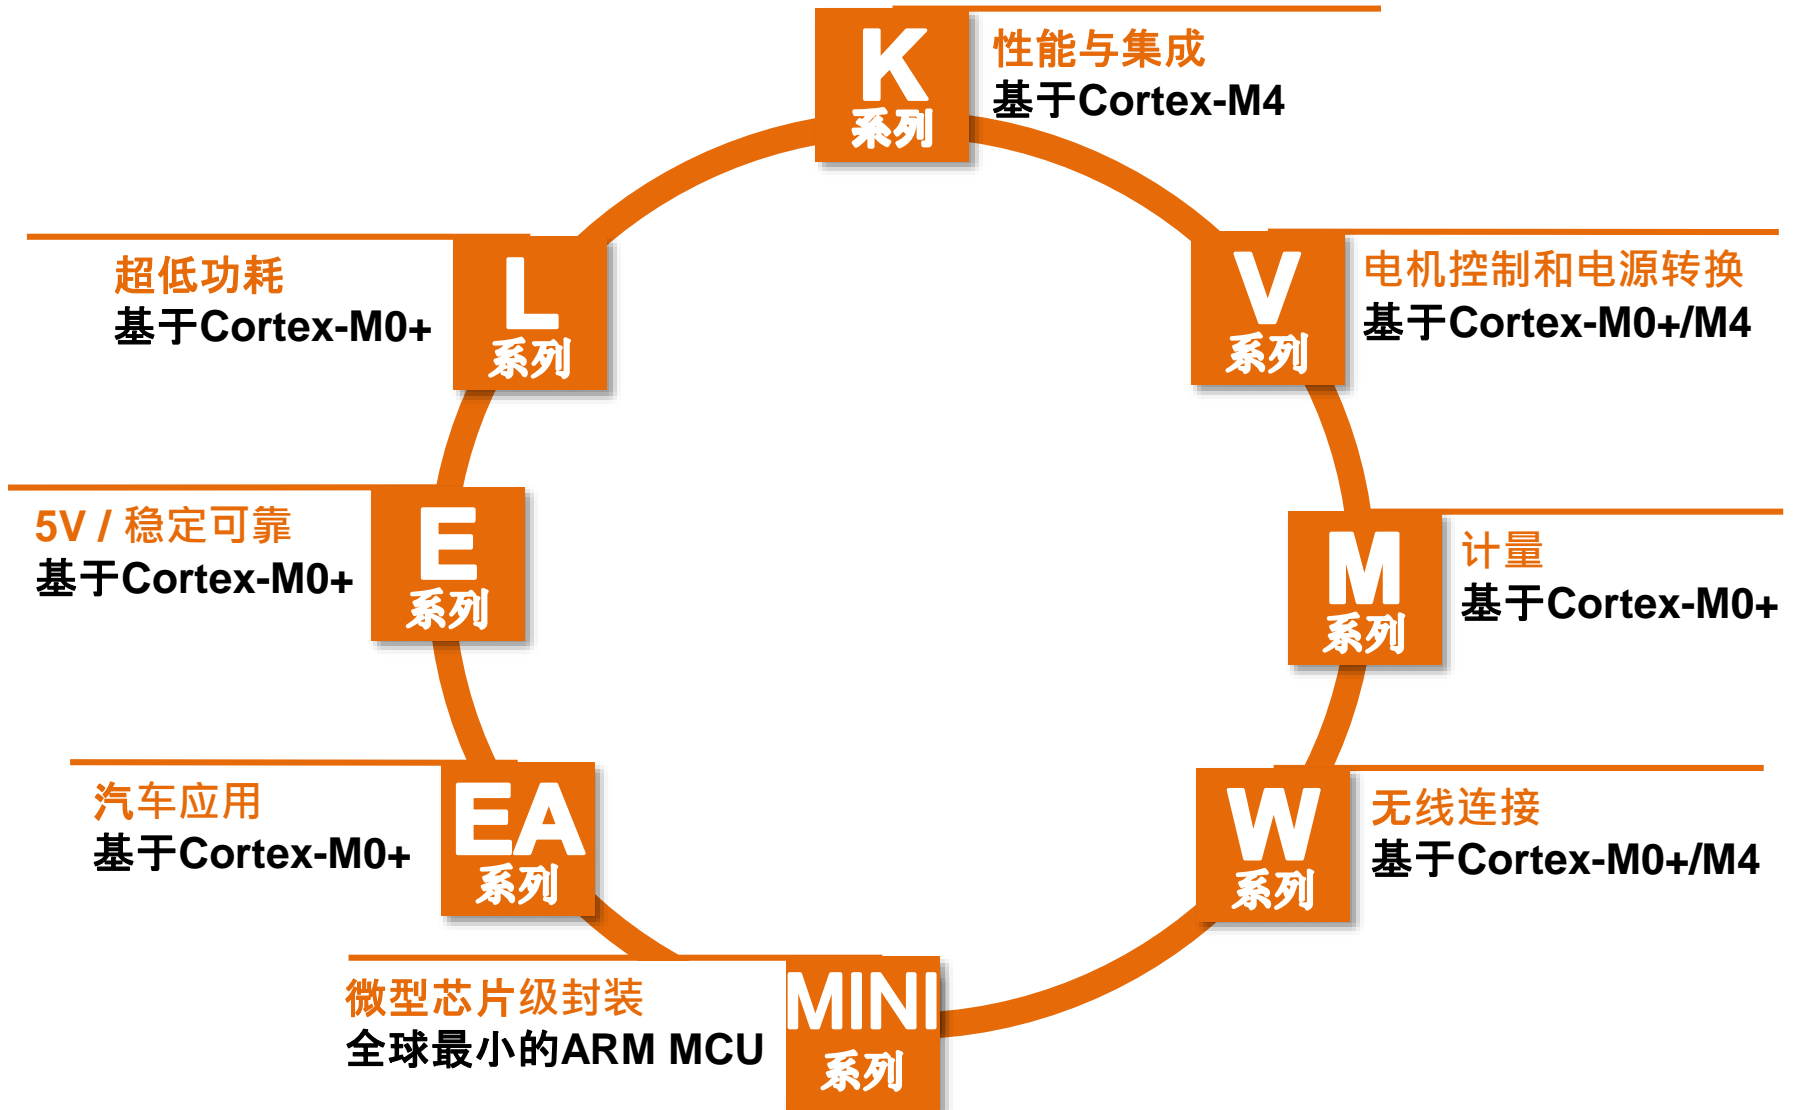 K
系列
性能与集成
基于Cortex-M4
L
系列
超低功耗
基于Cortex-M0+
V
系列
电机控制和电源转换
基于Cortex-M0+/M4
E
系列
5V / 稳定可靠
基于Cortex-M0+
M
系列
计量
基于Cortex-M0+
EA
系列
汽车应用
基于Cortex-M0+
W
系列
无线连接
基于Cortex-M0+/M4
MINI
系列
微型芯片级封装
全球最小的ARM MCU